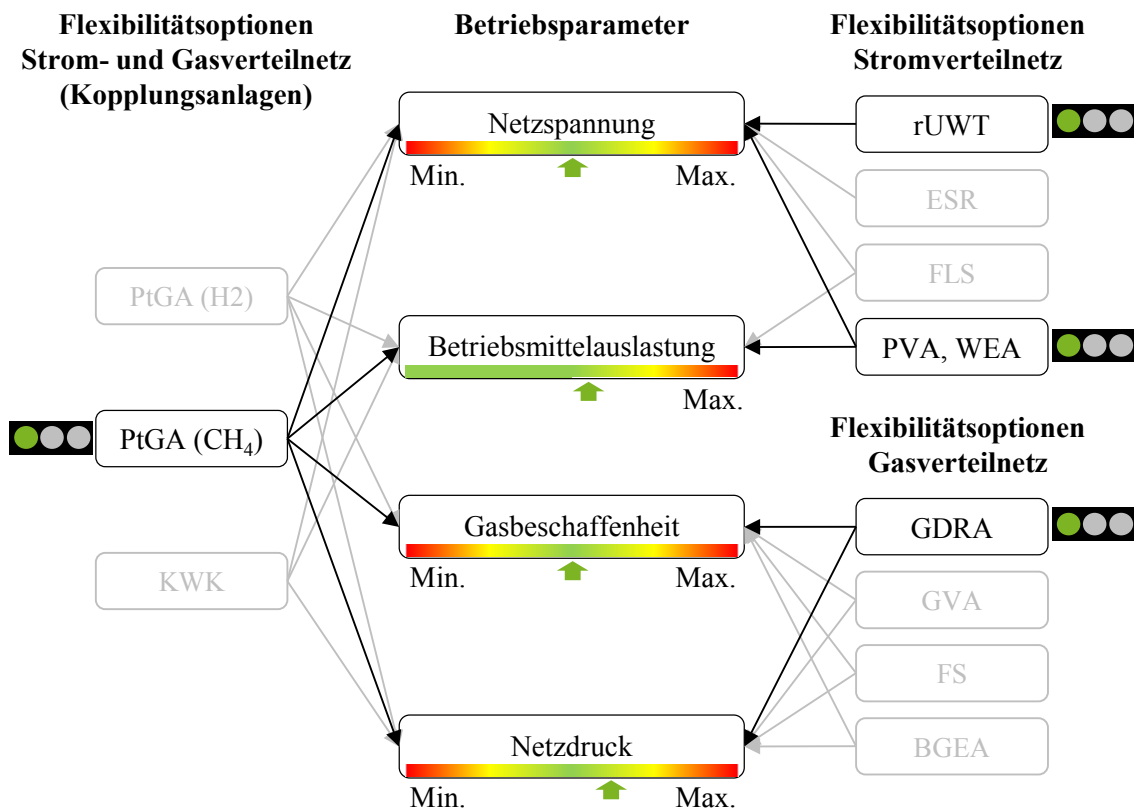 Flexibilitätsoptionen
Strom- und Gasverteilnetz
(Kopplungsanlagen)
PtGA (H2)
PtGA (CH₄)
KWK
Betriebsparameter
Netzspannung
Min. Max.
Betriebsmittelauslastung
Max.
Gasbeschaffenheit
Min. Max.
Netzdruck
Min. Max.
Flexibilitätsoptionen
Stromverteilnetz
rUWT
ESR
FLS
PVA, WEA
Flexibilitätsoptionen
Gasverteilnetz
GDRA
GVA
FS
BGEA